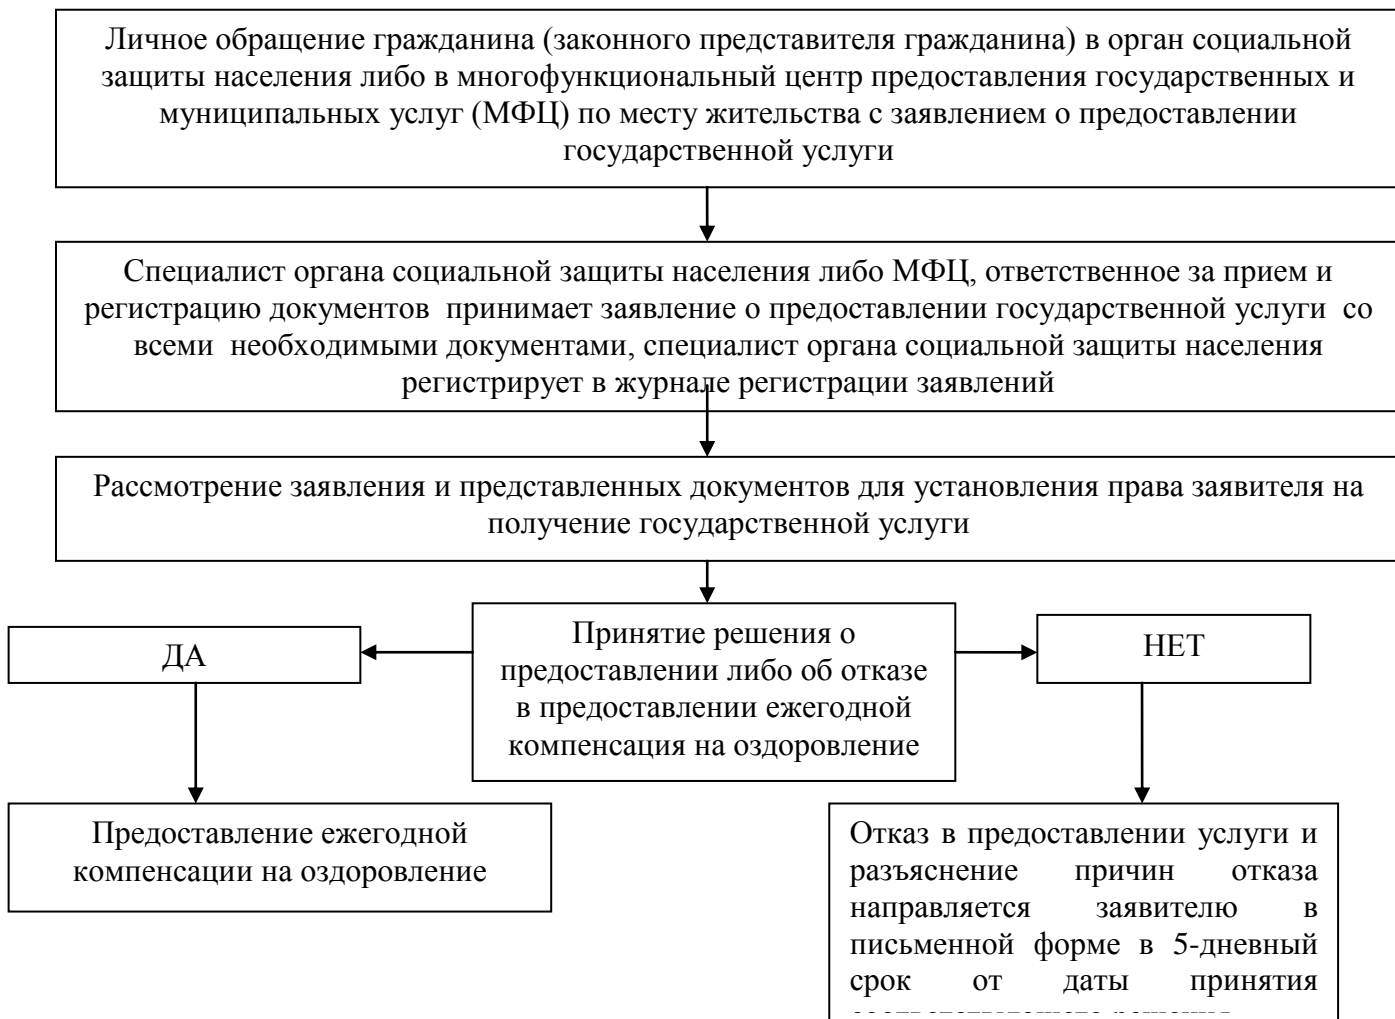 Личное обращение гражданина (законного представителя гражданина) в орган социальной
защиты населения либо в многофункциональный центр предоставления государственных и
муниципальных услуг (МФЦ) по месту жительства с заявлением о предоставлении
государственной услуги
Специалист органа социальной защиты населения либо МФЦ, ответственное за прием и
регистрацию документов принимает заявление о предоставлении государственной услуги со
всеми необходимыми документами, специалист органа социальной защиты населения
регистрирует в журнале регистрации заявлений
Рассмотрение заявления и представленных документов для установления права заявителя на
получение государственной услуги
Принятие решения о
предоставлении либо об отказе
в предоставлении ежегодной
компенсация на оздоровление
ДА
НЕТ
Предоставление ежегодной
компенсации на оздоровление
Отказ в предоставлении услуги и
разъяснение причин отказа
направляется заявителю в
письменной форме в 5-дневный
срок от даты принятия